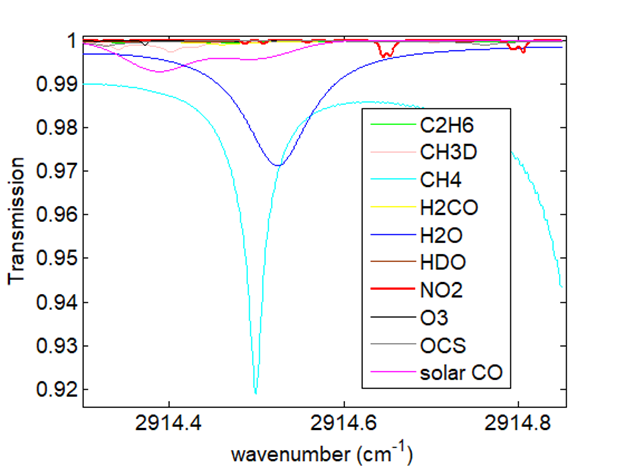 1
0.99
0.98
0.97
0.96
0.95
0.94
0.93
0.92
Transmission
C2H6
CH3D
CH4
H2CO
H2O
HDO
NO2
O3
OCS
solar CO
2914.4 2914.6 2914.8
wavenumber (cm⁻¹)